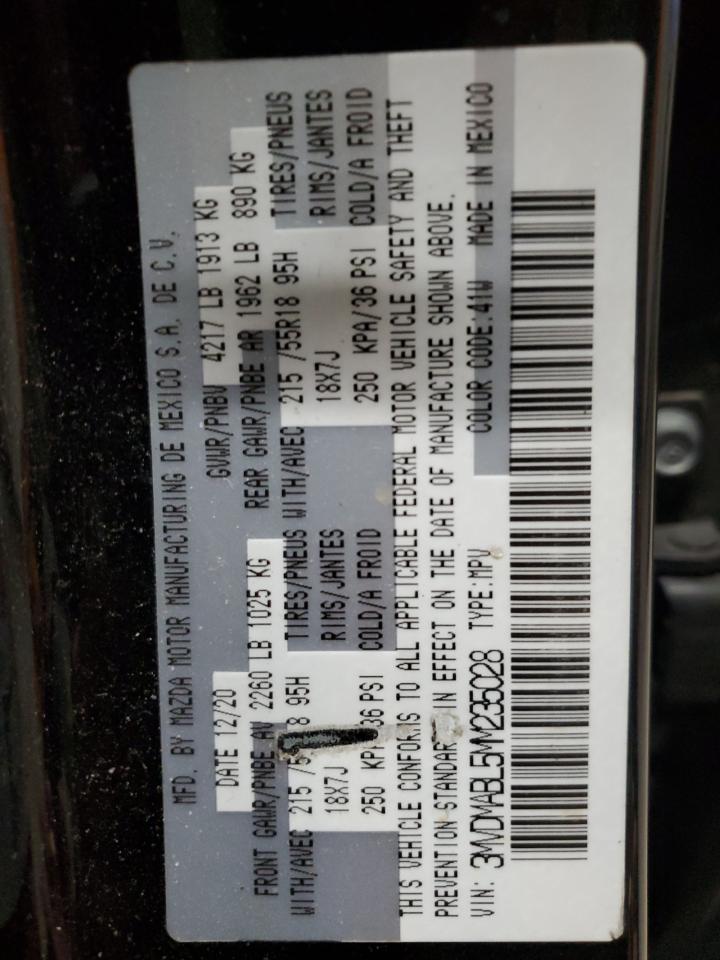 MFD. BY MAZDA MOTOR MANUFACTURING DE MEXICO S.A. DE C.V.
DATE 12/20 GVWR/PNBV 4217 LB 1913 KG
FRONT GAWR/PNBE AV 2260 LB 1025 KG REAR GAWR/PNBE AR 1962 LB 890 KG
WITH/AVEC 215 95H TIRES/PNEUS WITH/AVEC 215 /55R18 95H TIRES/PNEUS
18X7J RIMS/JANTES 18X7J RIMS/JANTES
250 36 PSI COLD/A FROID 250 KPA/36 PSI COLD/A FROID
THIS VEHICLE CONFORMS TO ALL APPLICABLE FEDERAL MOTOR VEHICLE SAFETY AND THEFT
PREVENTION STANDAR IN EFFECT ON THE DATE OF MANUFACTURE SHOWN ABOVE.
VIN: 3MVDMABL5MM235028 TYPE:MPV COLOR CODE:41W MADE IN MEXICO